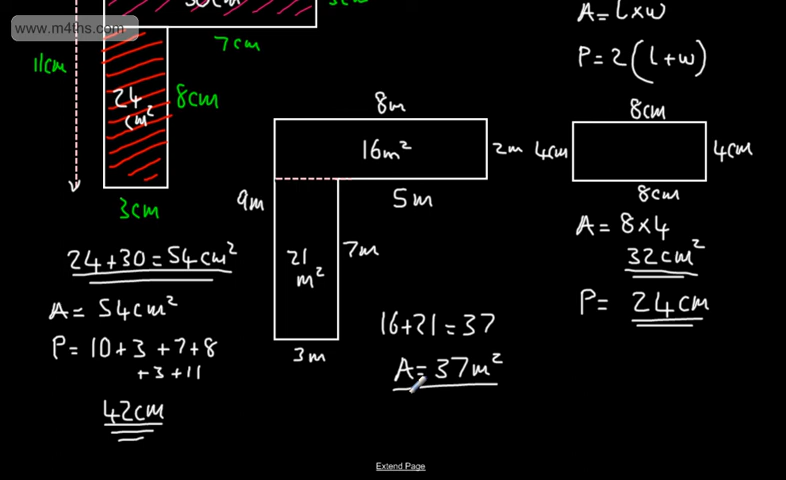 www.m4ths.com
11cm
7cm
24
cm²
8cm
3cm
24+30=54cm²
A= 54cm²
P= 10+3+7+8
+3+11
42cm
8m
16m²
2m
9m
5m
21
m²
7m
3m
16+21=37
A= 37m²
A= l×w
P=2(l+w)
8cm
4cm
4cm
8cm
A= 8×4
32cm²
P= 24cm
Extend Page